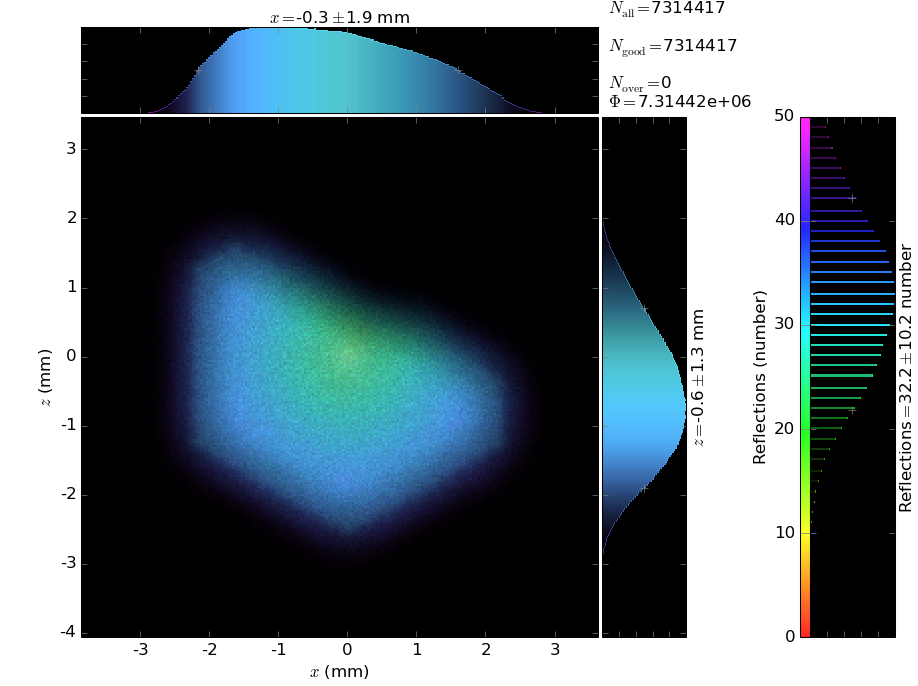 x=-0.3±1.9 mm
N_all=7314417
N_good=7314417
N_over=0
Φ=7.31442e+06
3
2
1
0
-1
-2
-3
-4
z (mm)
-3
-2
-1
0
1
2
3
x (mm)
z=-0.6±1.3 mm
50
40
30
20
10
0
Reflections (number)
Reflections=32.2±10.2 number